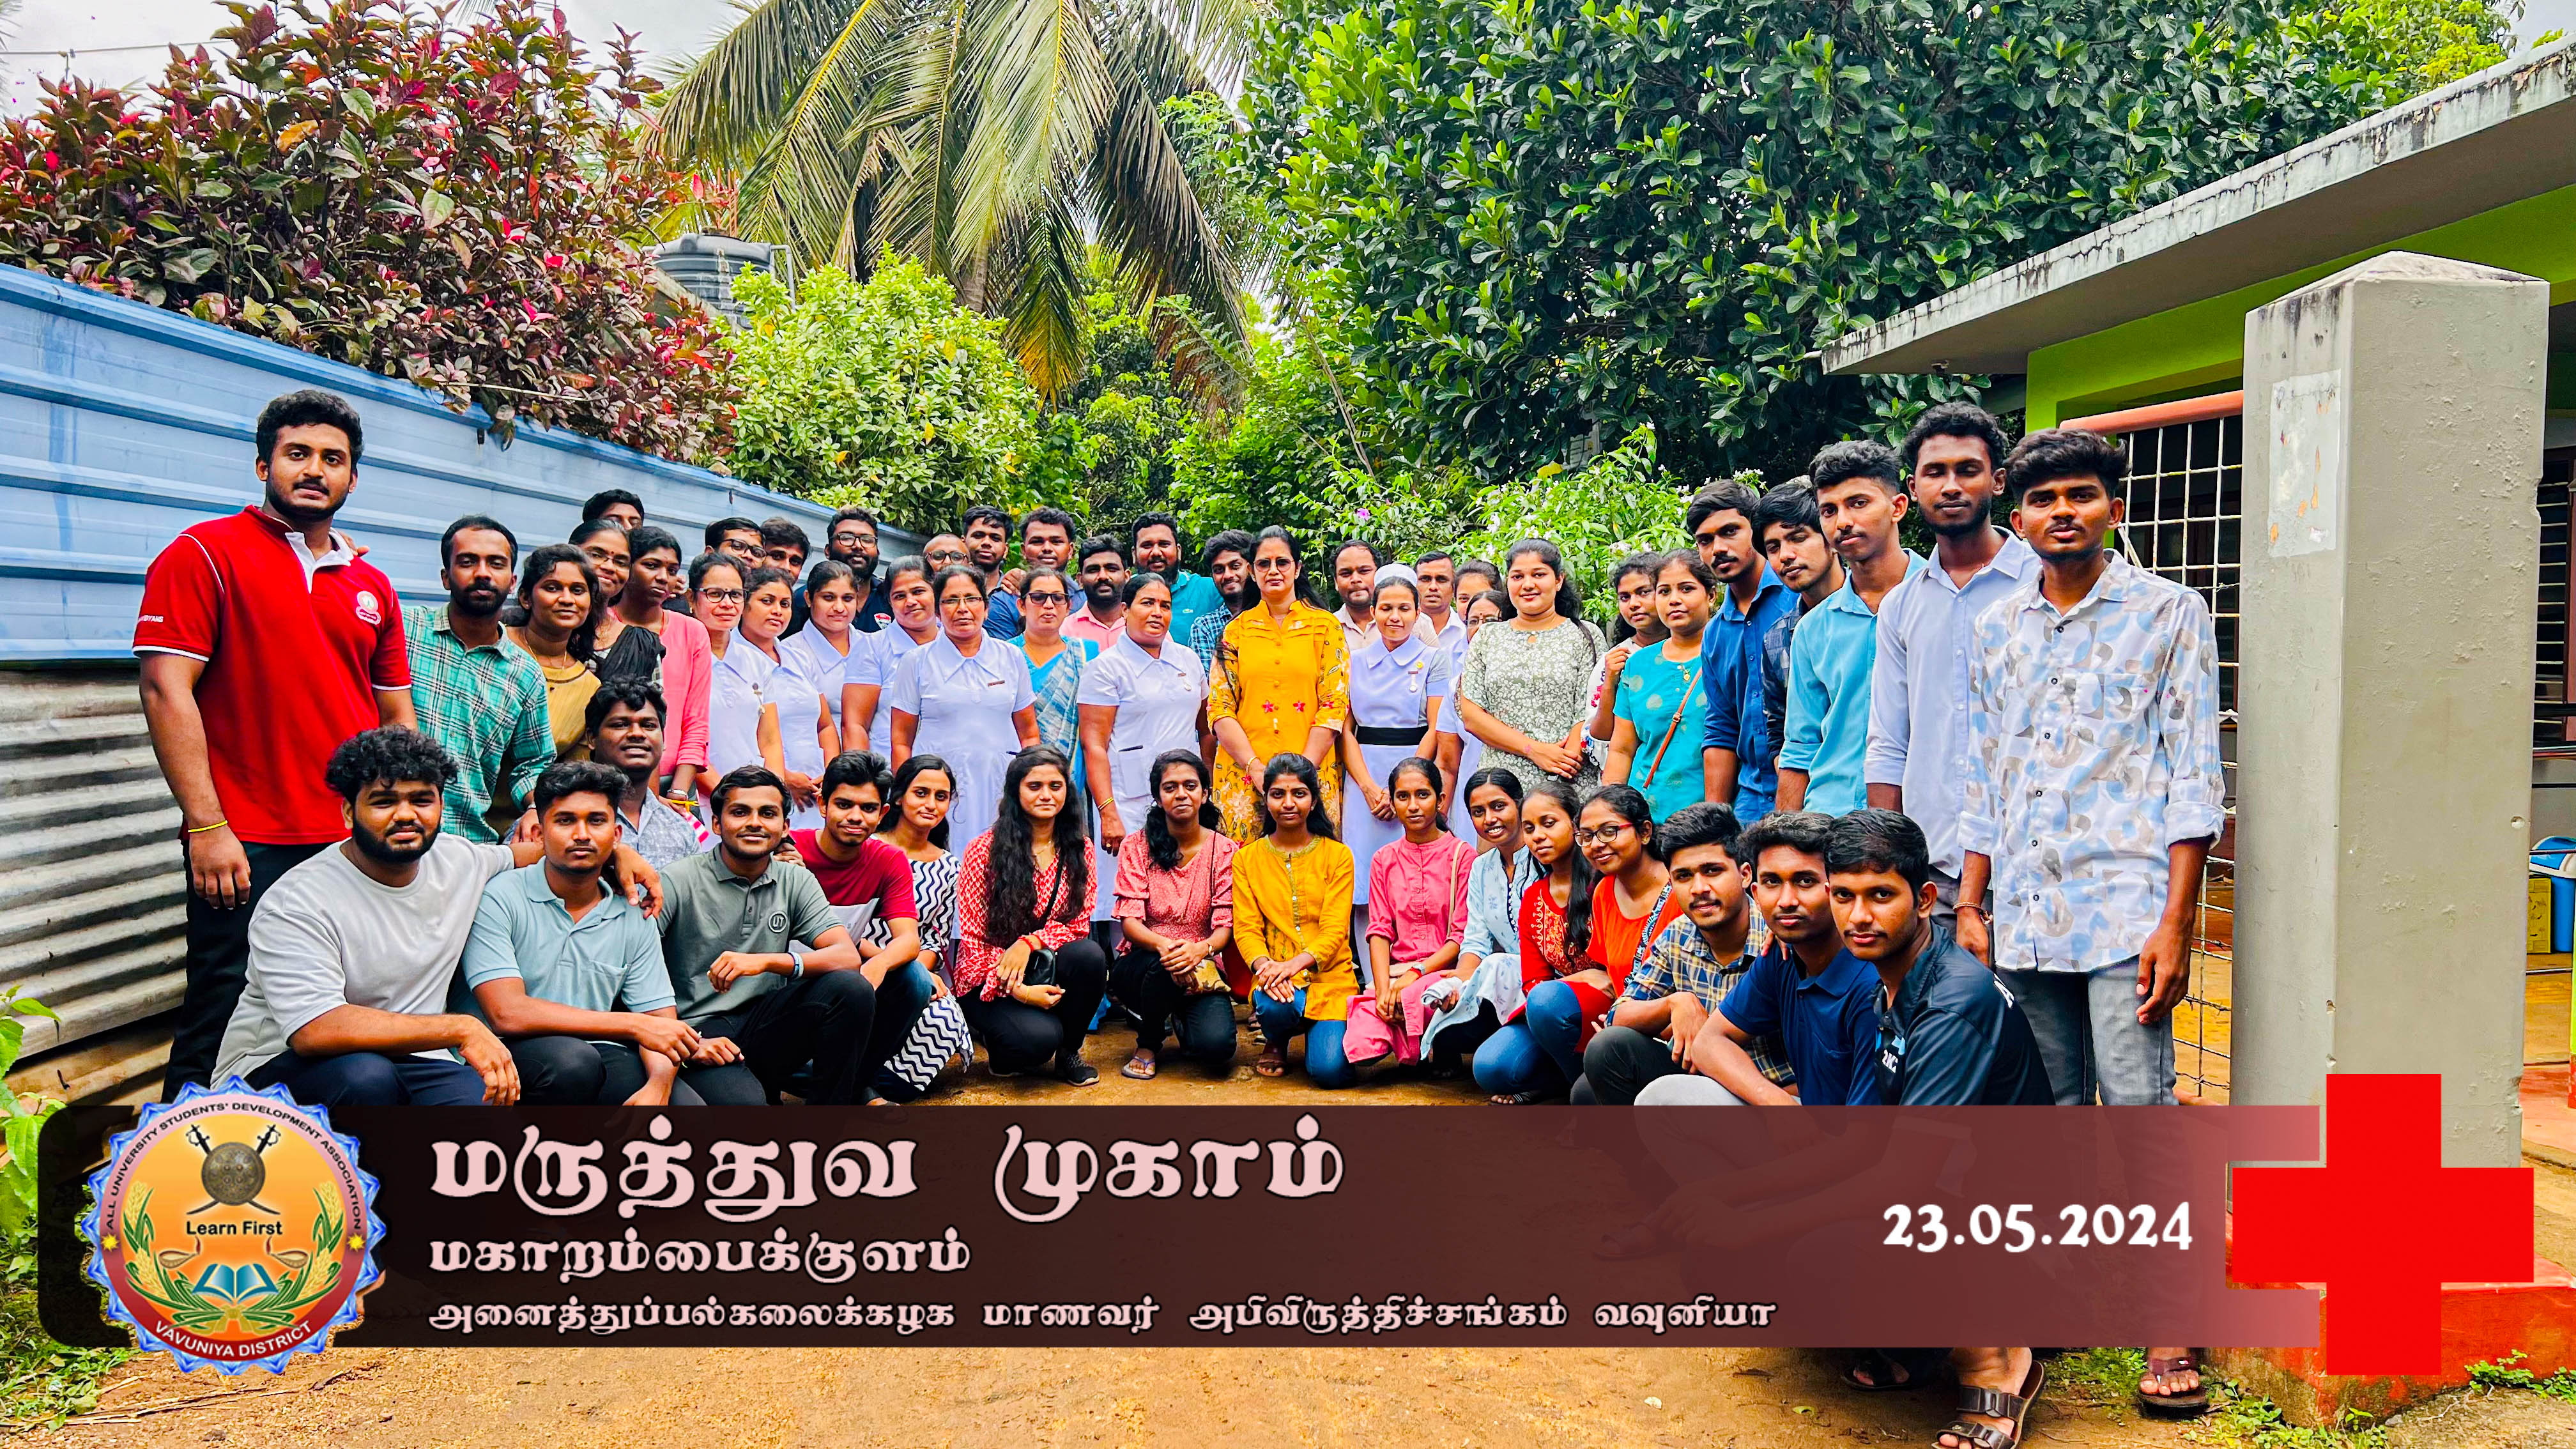 மருத்துவ முகாம்
மகாறம்பைக்குளம்
அனைத்துப்பல்கலைக்கழக மாணவர் அபிவிருத்திச்சங்கம் வவுனியா
23.05.2024
ALL UNIVERSITY STUDENTS' DEVELOPMENT ASSOCIATION
Learn First
VAVUNIYA DISTRICT